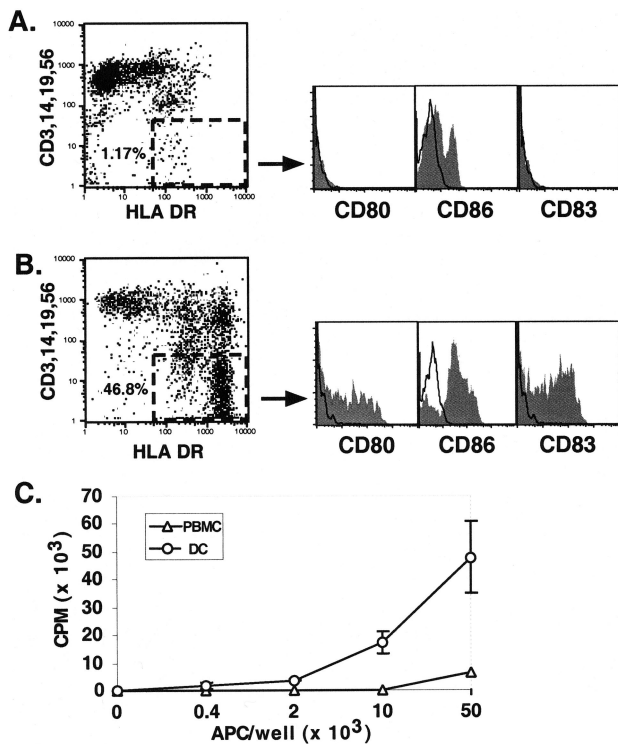 A.
CD3,14,19,56
10000
1000
100
10
1
1.17%
1 10 100 1000 10000
HLA DR
CD80 CD86 CD83
B.
CD3,14,19,56
10000
1000
100
10
1
46.8%
1 10 100 1000 10000
HLA DR
CD80 CD86 CD83
C.
CPM (x 10³)
70
60
50
40
30
20
10
0
PBMC
DC
0 0.4 2 10 50
APC/well (x 10³)